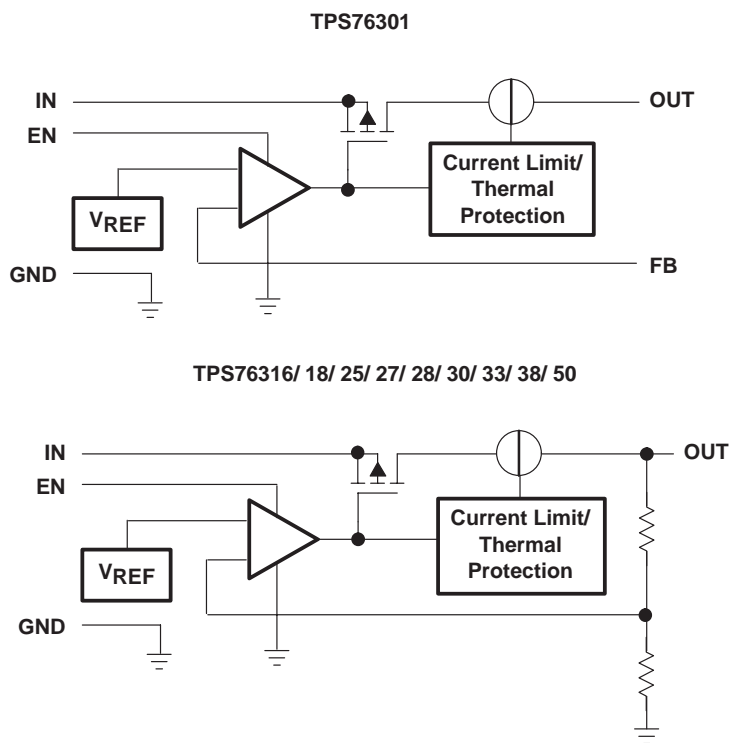 TPS76301
IN
OUT
EN
Current Limit/
Thermal
Protection
VREF
GND
FB
TPS76316/ 18/ 25/ 27/ 28/ 30/ 33/ 38/ 50
IN
OUT
EN
Current Limit/
Thermal
Protection
VREF
GND